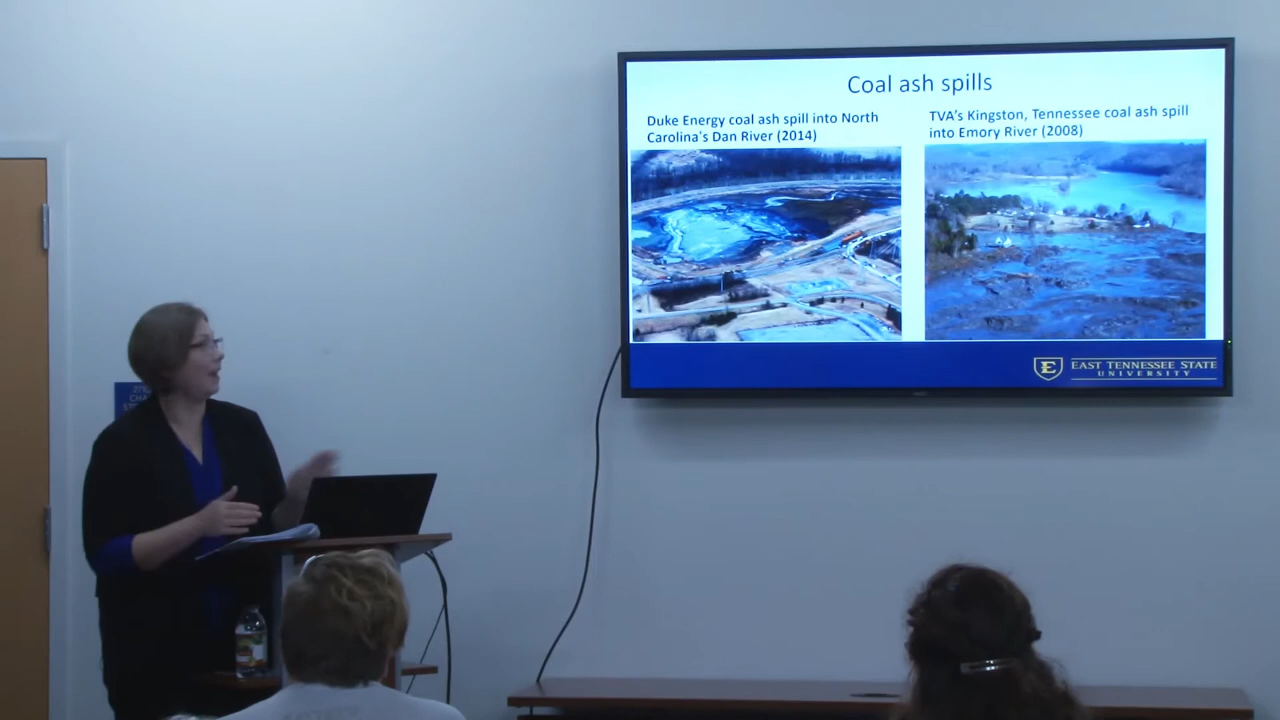 Coal ash spills
Duke Energy coal ash spill into North
Carolina's Dan River (2014)
TVA's Kingston, Tennessee coal ash spill
into Emory River (2008)
E
EAST TENNESSEE STATE
UNIVERSITY